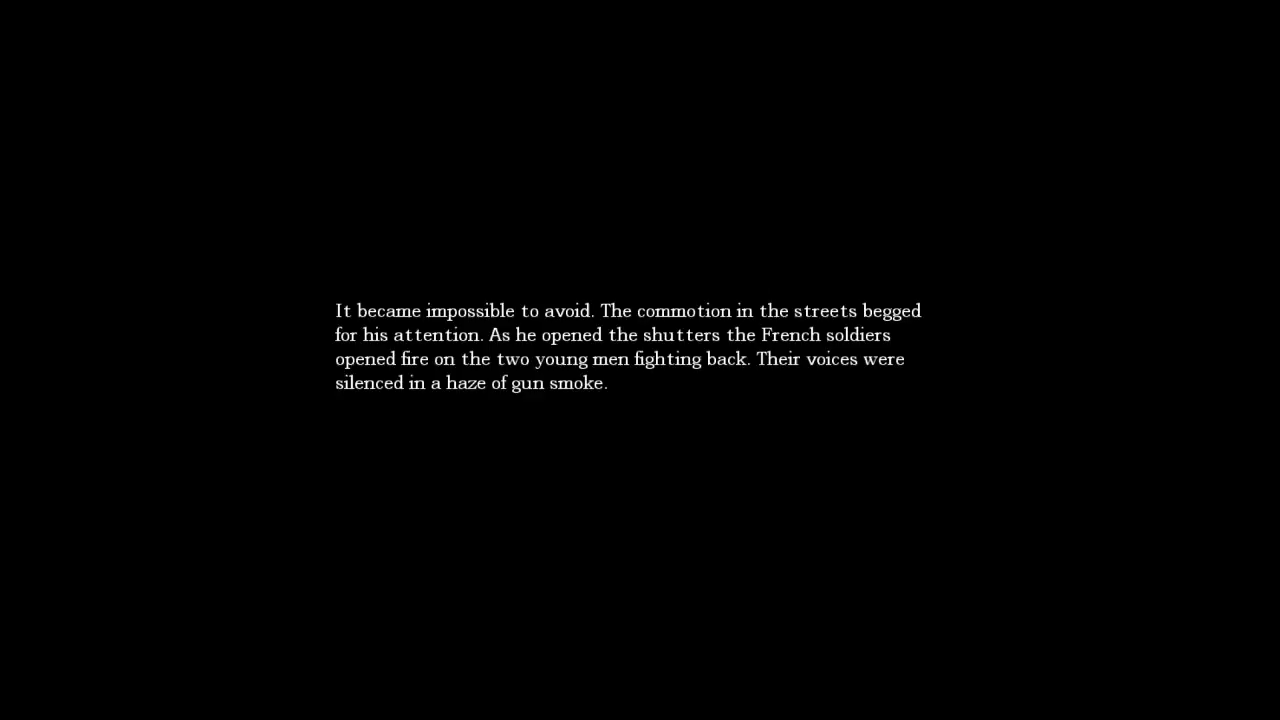 It became impossible to avoid. The commotion in the streets begged
for his attention. As he opened the shutters the French soldiers
opened fire on the two young men fighting back. Their voices were
silenced in a haze of gun smoke.